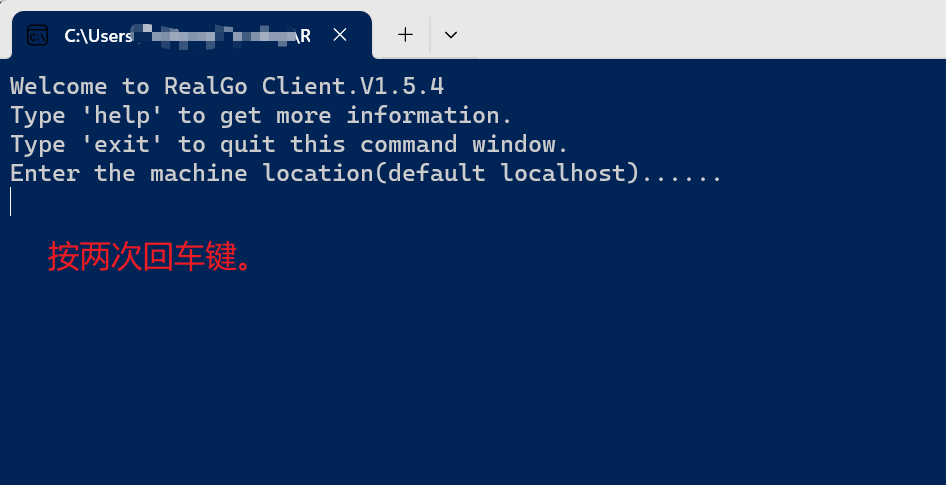 C:\Users \R
Welcome to RealGo Client.V1.5.4
Type 'help' to get more information.
Type 'exit' to quit this command window.
Enter the machine location(default localhost)......
按两次回车键。